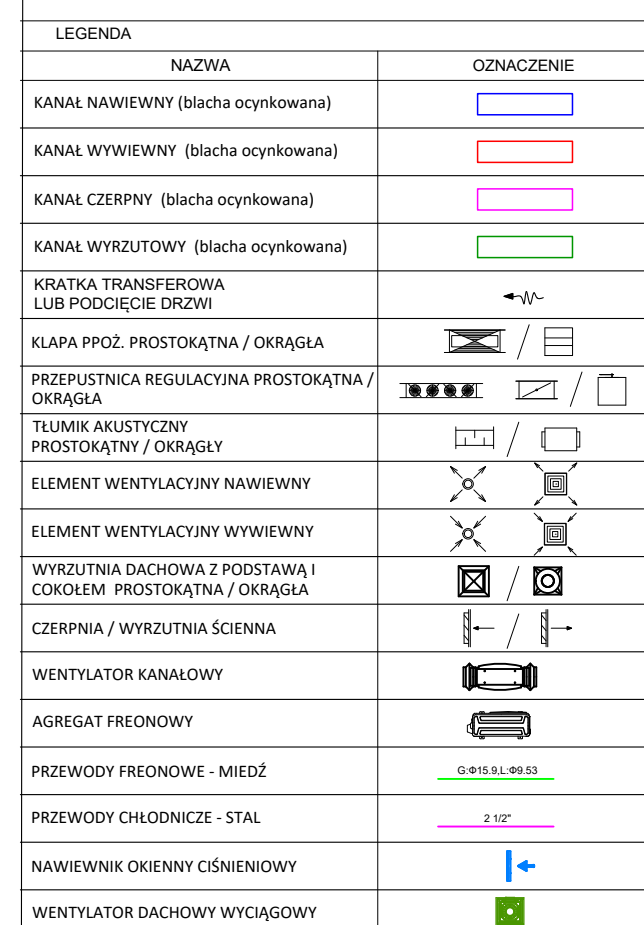 LEGENDA
NAZWA
OZNACZENIE
KANAŁ NAWIEWNY (blacha ocynkowana)
KANAŁ WYWIEWNY (blacha ocynkowana)
KANAŁ CZERPNY (blacha ocynkowana)
KANAŁ WYRZUTOWY (blacha ocynkowana)
KRATKA TRANSFEROWA
LUB PODCIĘCIE DRZWI
KLAPA PPOŻ. PROSTOKĄTNA / OKRĄGŁA
PRZEPUSTNICA REGULACYJNA PROSTOKĄTNA /
OKRĄGŁA
TŁUMIK AKUSTYCZNY
PROSTOKĄTNY / OKRĄGŁY
ELEMENT WENTYLACYJNY NAWIEWNY
ELEMENT WENTYLACYJNY WYWIEWNY
WYRZUTNIA DACHOWA Z PODSTAWĄ I
COKOŁEM PROSTOKĄTNA / OKRĄGŁA
CZERPNIA / WYRZUTNIA ŚCIENNA
WENTYLATOR KANAŁOWY
AGREGAT FREONOWY
PRZEWODY FREONOWE - MIEDŹ
G:Φ15.9,L:Φ9.53
PRZEWODY CHŁODNICZE - STAL
2 1/2"
NAWIEWNIK OKIENNY CIŚNIENIOWY
WENTYLATOR DACHOWY WYCIĄGOWY